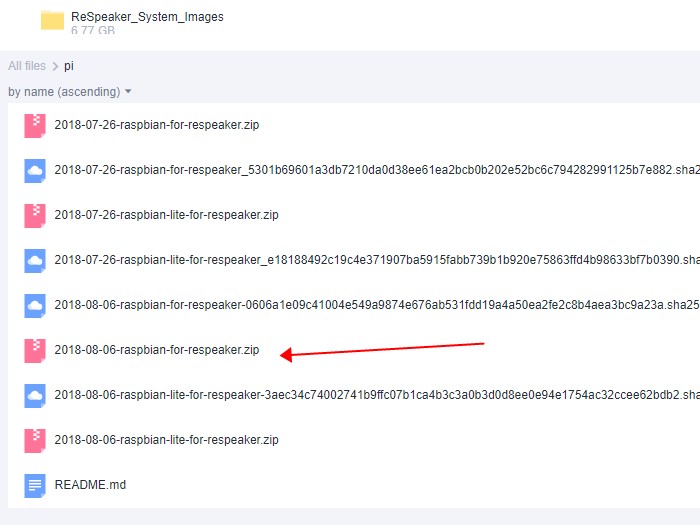 ReSpeaker_System_Images
6.77 GB
All files > pi
by name (ascending)
2018-07-26-raspbian-for-respeaker.zip
2018-07-26-raspbian-for-respeaker_5301b69601a3db7210da0d38ee61ea2bcb0b202e52bc6c794282991125b7e882.sha2
2018-07-26-raspbian-lite-for-respeaker.zip
2018-07-26-raspbian-lite-for-respeaker_e18188492c19c4e371907ba5915fabb739b1b920e75863ffd4b98633bf7b0390.sha
2018-08-06-raspbian-for-respeaker-0606a1e09c41004e549a9874e676ab531fdd19a4a50ea2fe2c8b4aea3bc9a23a.sha25
2018-08-06-raspbian-for-respeaker.zip
2018-08-06-raspbian-lite-for-respeaker-3aec34c74002741b9ffc07b1ca4b3c3a0b3d0d8ee0e94e1754ac32ccee62bdb2.sha
2018-08-06-raspbian-lite-for-respeaker.zip
README.md